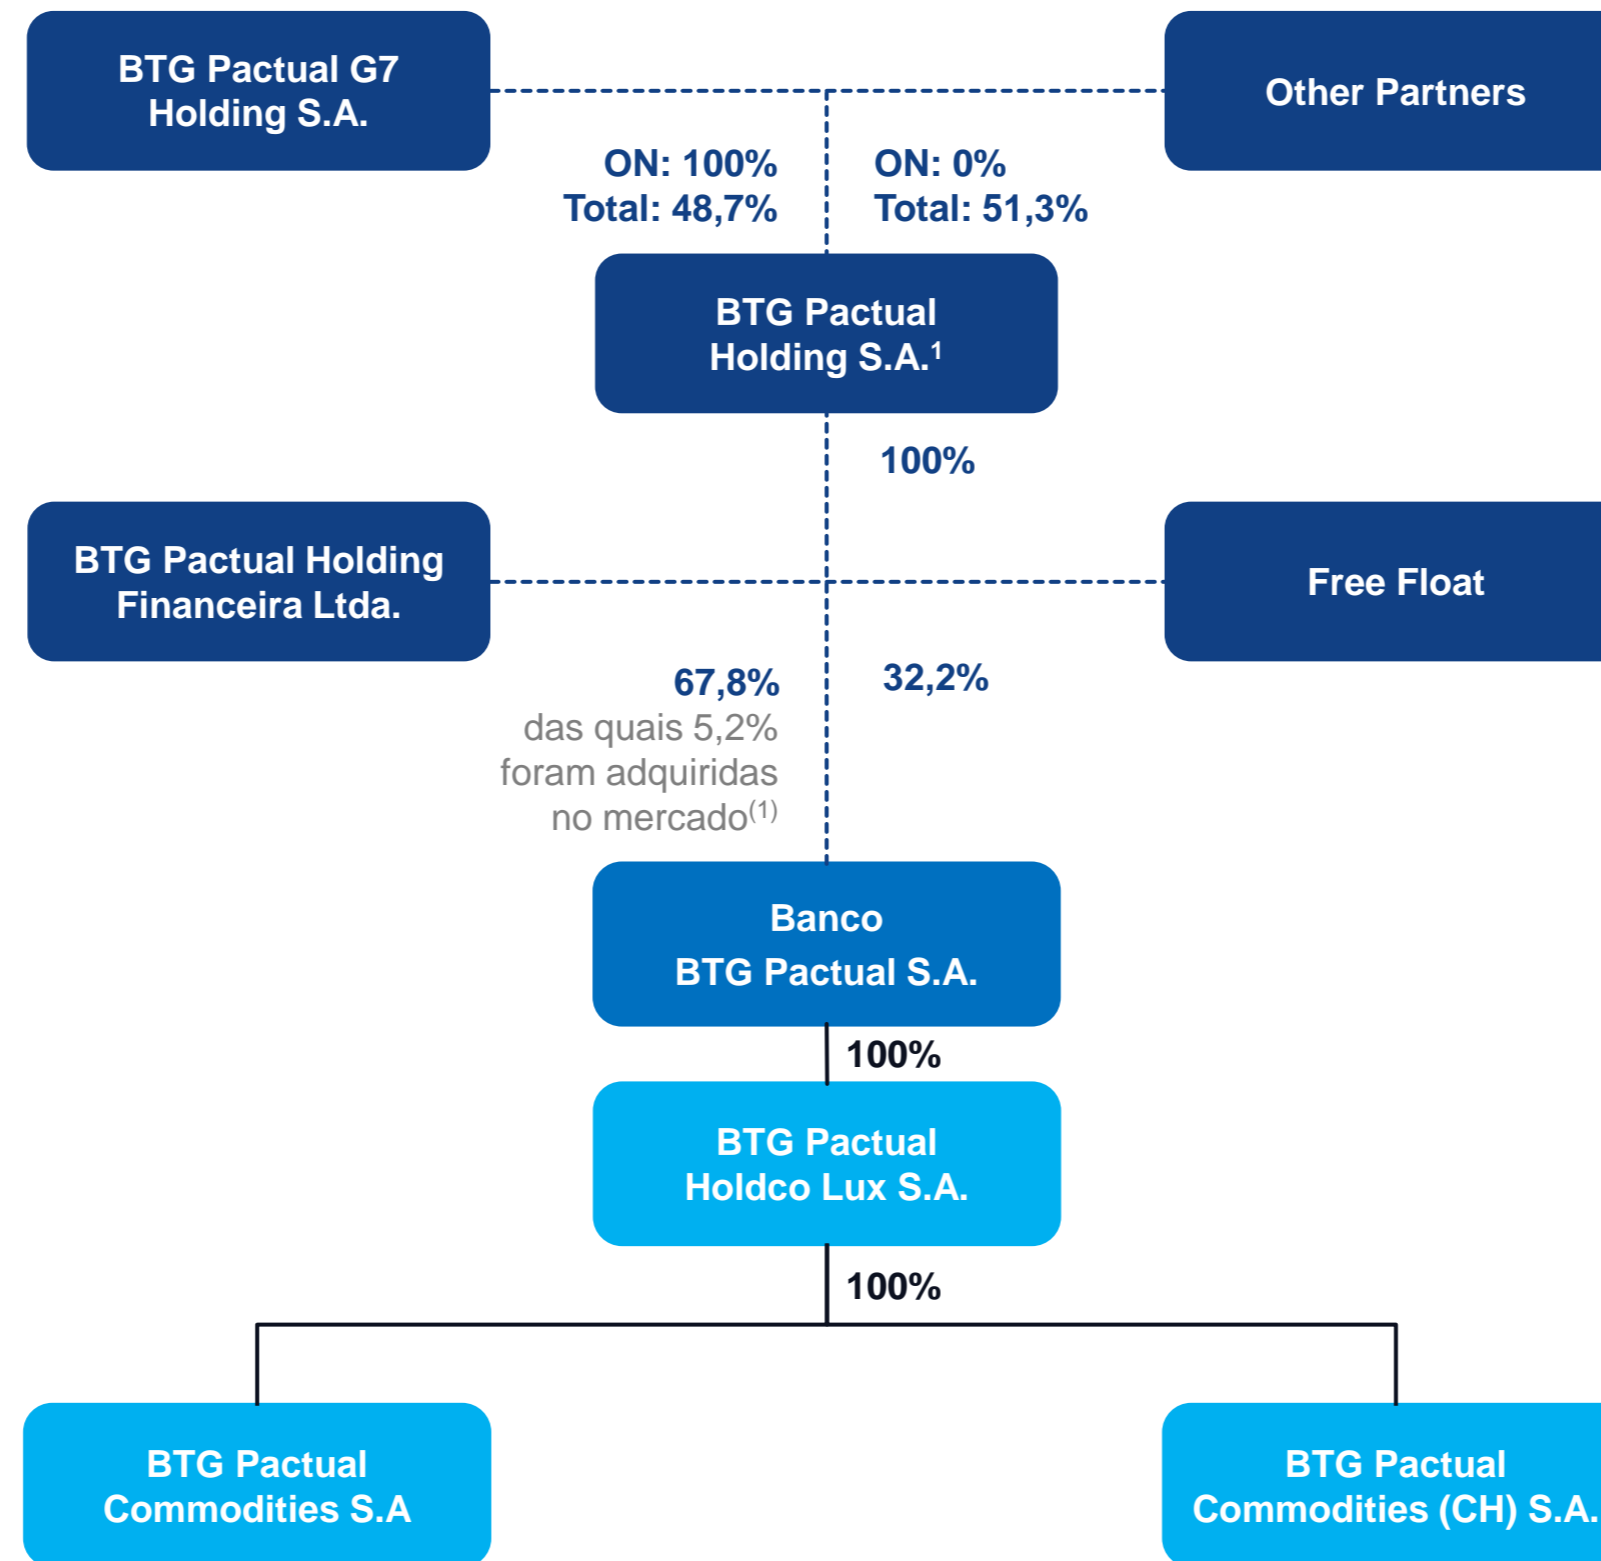 BTG Pactual G7
Holding S.A.
Other Partners
ON: 100%
Total: 48,7%
ON: 0%
Total: 51,3%
BTG Pactual
Holding S.A.¹
100%
BTG Pactual Holding
Financeira Ltda.
Free Float
67,8%
das quais 5,2%
foram adquiridas
no mercado⁽¹⁾
32,2%
Banco
BTG Pactual S.A.
100%
BTG Pactual
Holdco Lux S.A.
100%
BTG Pactual
Commodities S.A
BTG Pactual
Commodities (CH) S.A.